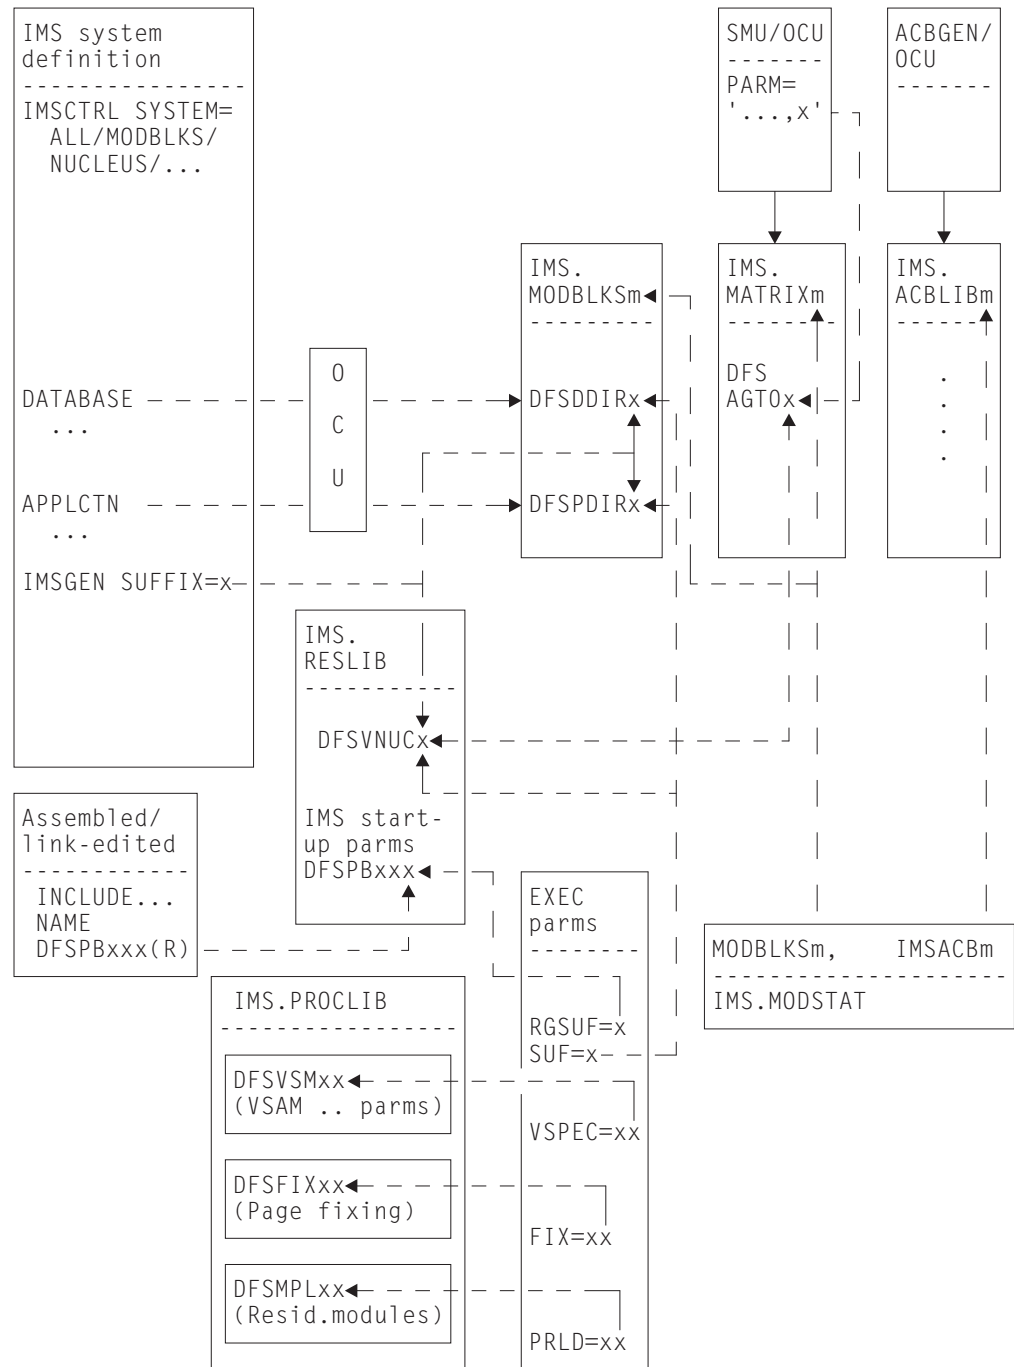 IMS system
definition
----------------
IMSCTRL SYSTEM=
ALL/MODBLKS/
NUCLEUS/...
DATABASE
...
APPLCTN
...
IMSGEN SUFFIX=x
O
C
U
SMU/OCU
-------
PARM=
'...,x'
ACBGEN/
OCU
-------
IMS.
MODBLKSm
---------
DFSDDIRx
DFSPDIRx
IMS.
MATRIXm
--------
DFS
AGTOx
IMS.
ACBLIBm
-------
.
.
.
.
IMS.
RESLIB
-----------
DFSVNUCx
IMS start-
up parms
DFSPBxxx
Assembled/
link-edited
------------
INCLUDE...
NAME
DFSPBxxx(R)
EXEC
parms
--------
RGSUF=x
SUF=x
VSPEC=xx
FIX=xx
PRLD=xx
MODBLKSm, IMSACBm
---------------------
IMS.MODSTAT
IMS.PROCLIB
-----------------
DFSVSMxx
(VSAM .. parms)
DFSFIXxx
(Page fixing)
DFSMPLxx
(Resid.modules)